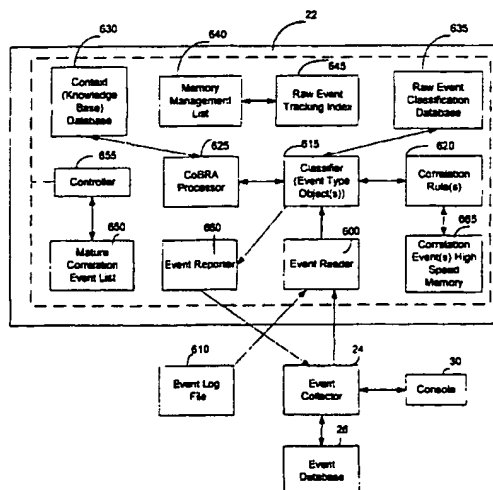 630
640
22
635
Context
(Knowledge
Base)
Database
Memory
Management
List
645
Raw Event
Tracking Index
Raw Event
Classification
Database
655
Controller
625
CoBRA
Processor
615
Classifier
(Event Type
Object(s))
620
Correlation
Rule(s)
650
Mature
Correlation
Event List
660
Event Reporter
600
Event Reader
665
Correlation
Event(s) High
Speed
Memory
610
Event Log
File
24
Event
Collector
30
Console
26
Event
Database